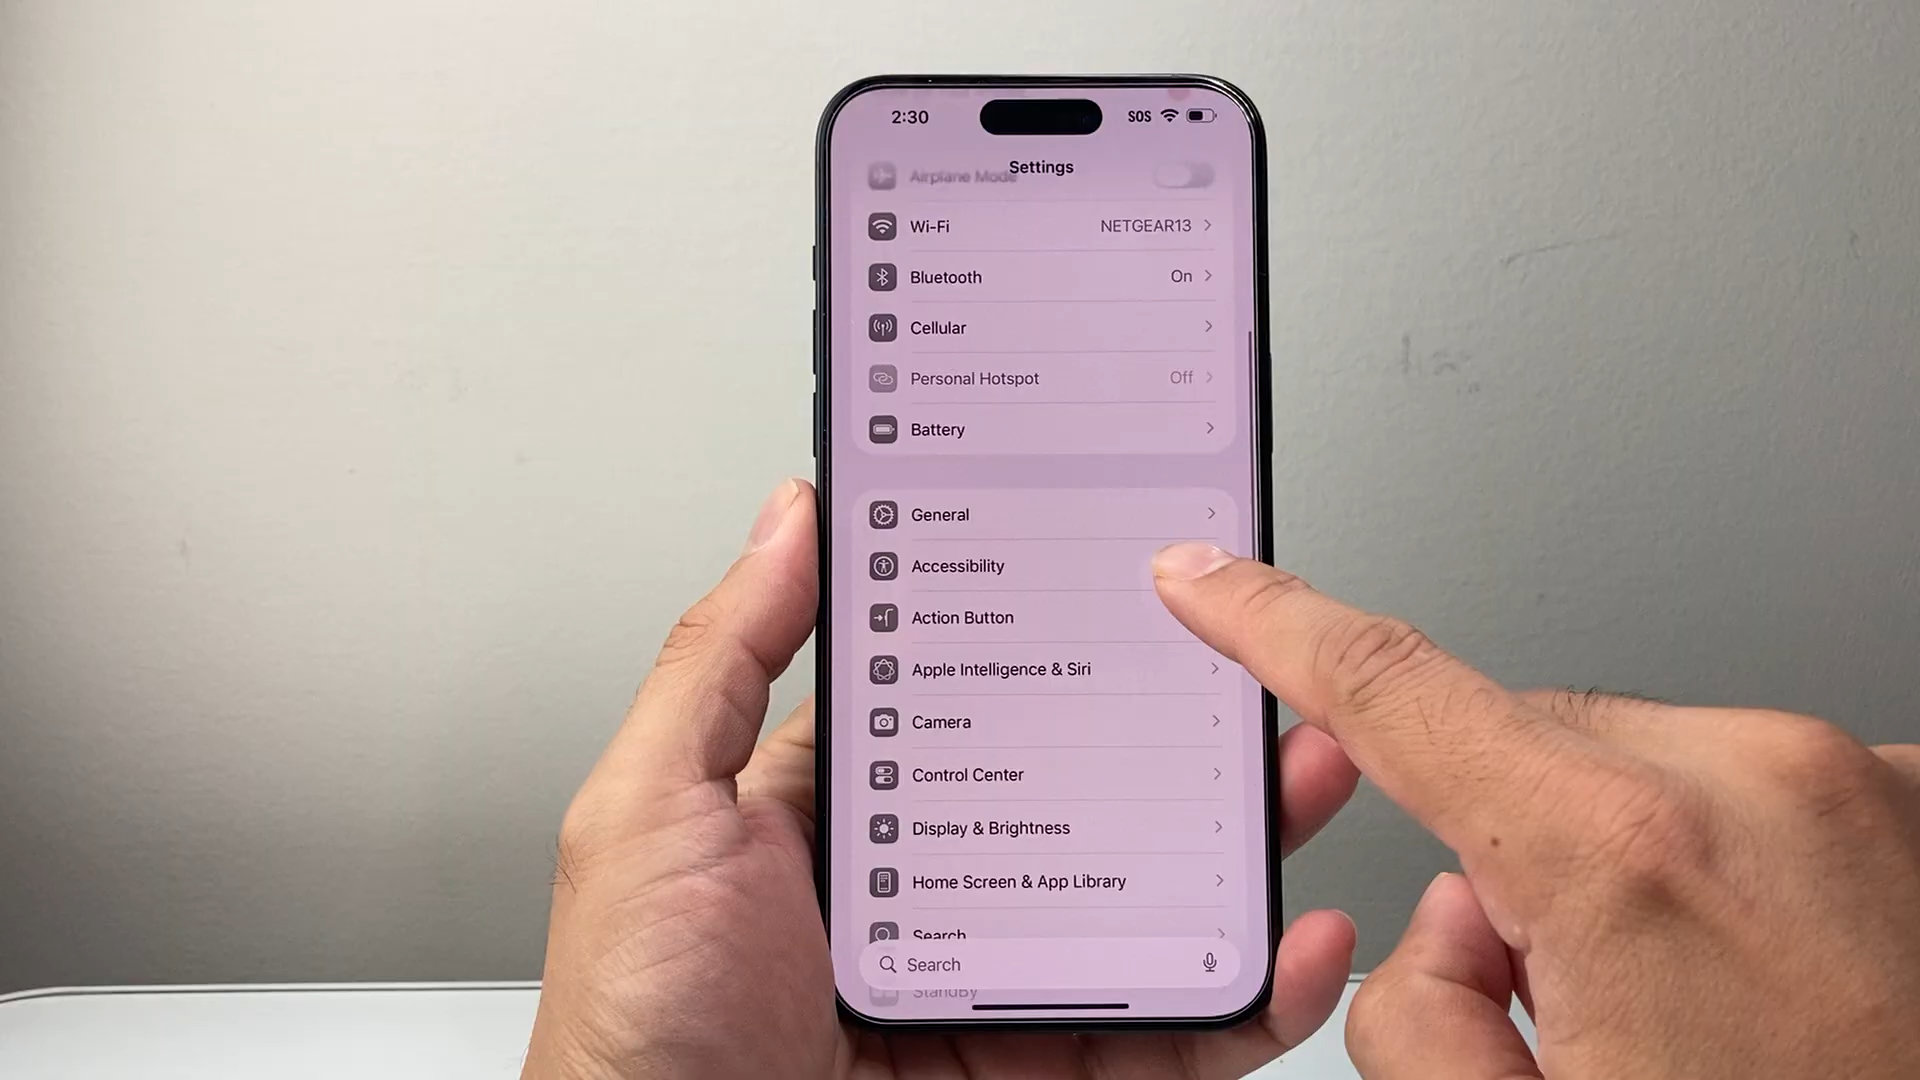 2:30 SOS
Settings
Airplane Mode
Wi-Fi NETGEAR13
Bluetooth On
Cellular
Personal Hotspot Off
Battery
General
Accessibility
Action Button
Apple Intelligence & Siri
Camera
Control Center
Display & Brightness
Home Screen & App Library
Search
Search
StandBy